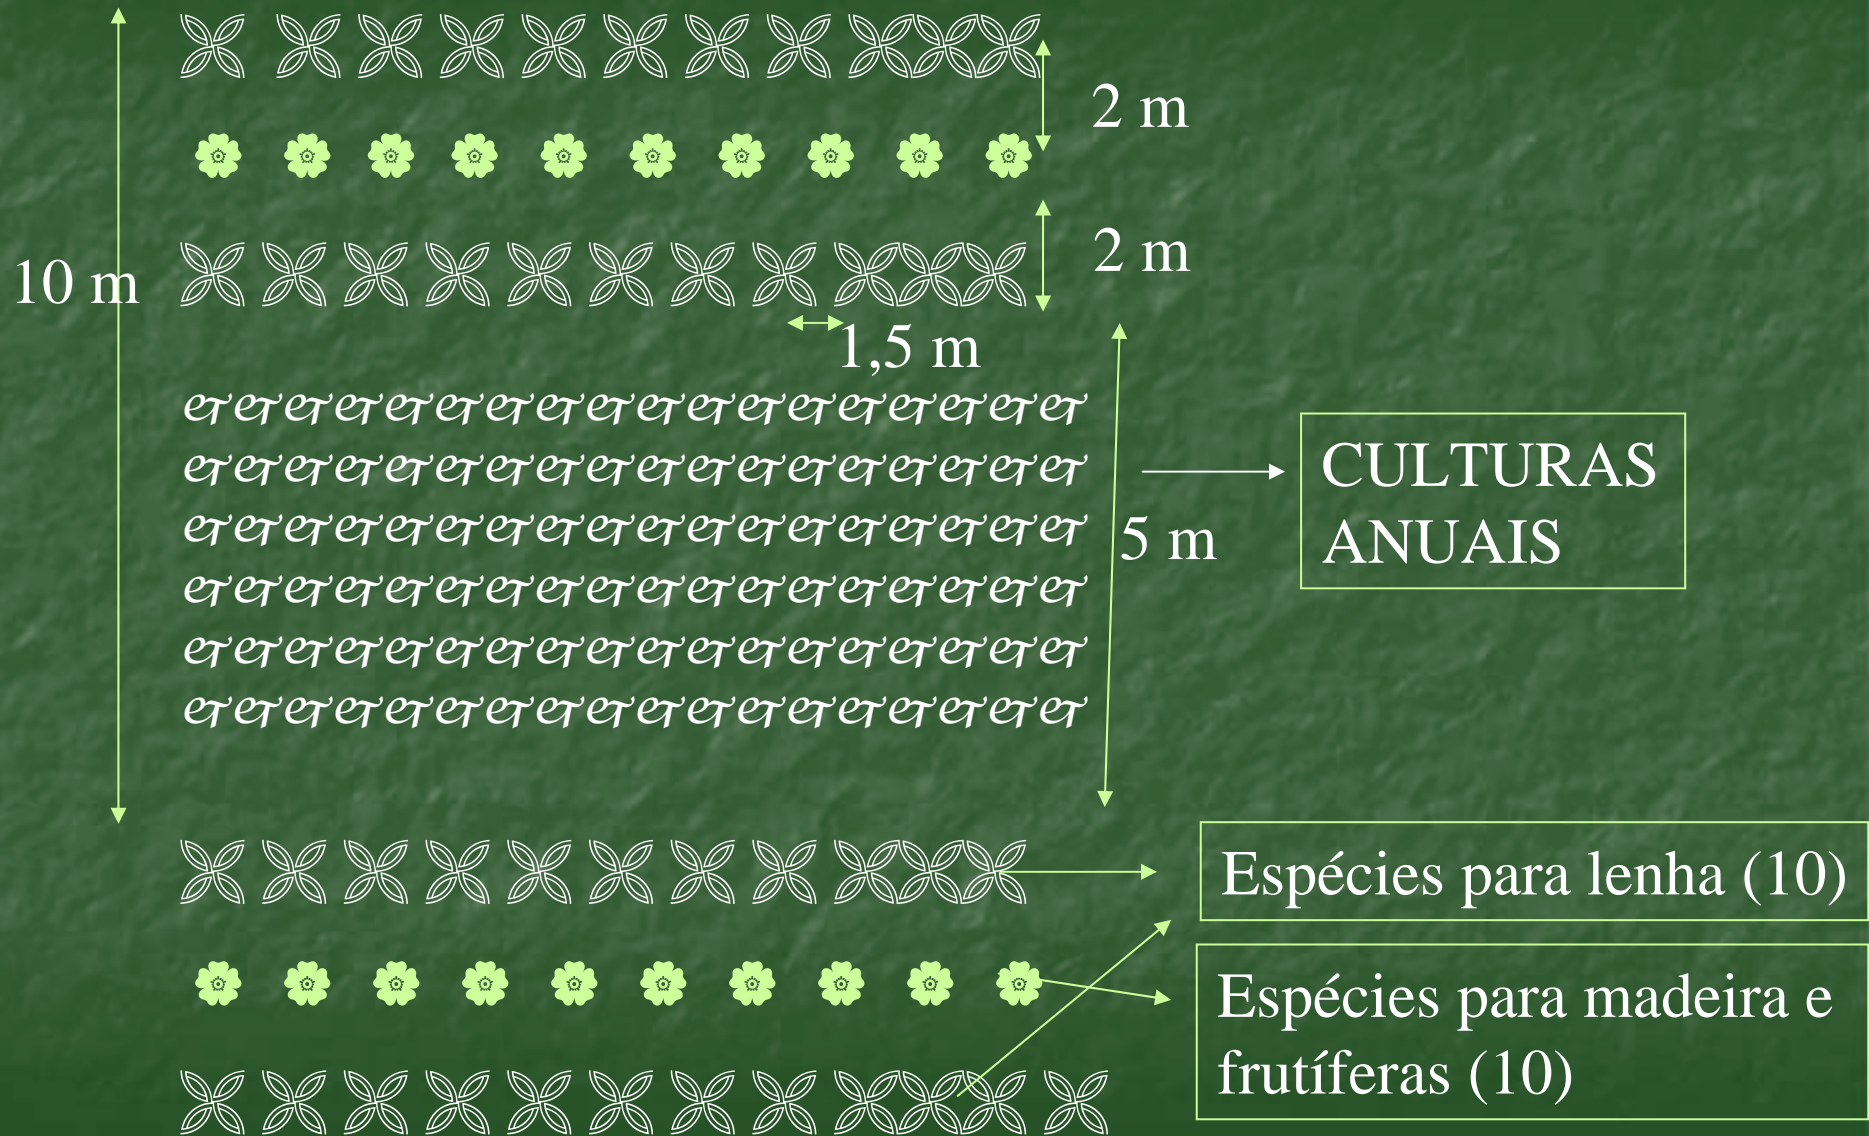 2 m
10 m
2 m
1,5 m
CULTURAS
ANUAIS
5 m
Espécies para lenha (10)
Espécies para madeira e
frutíferas (10)